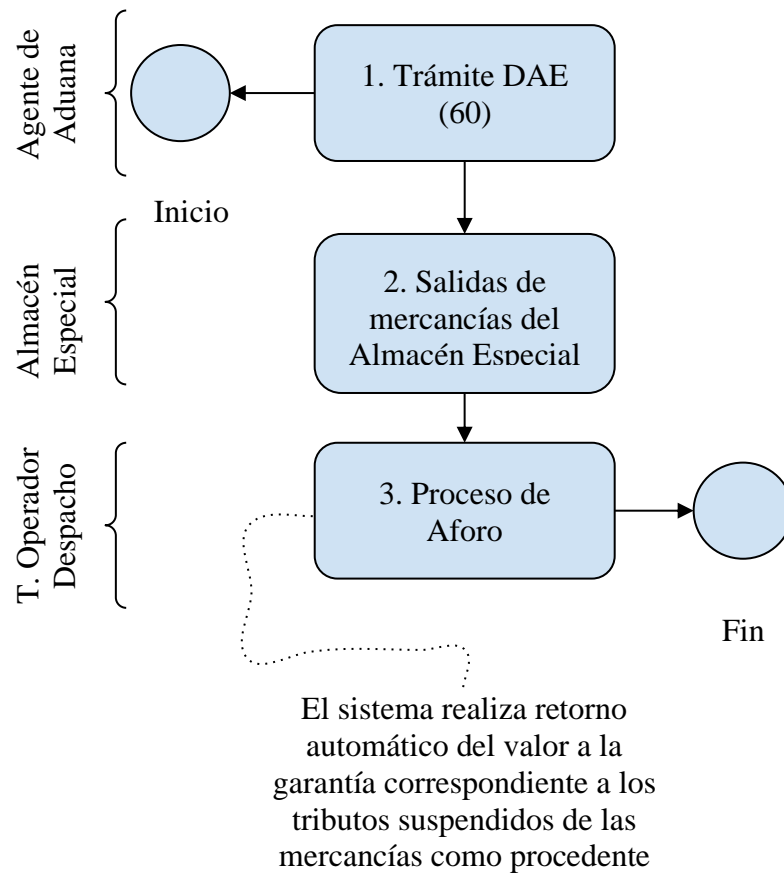 Agente de
Aduana
1. Trámite DAE
(60)
Inicio
Almacén
Especial
2. Salidas de
mercancías del
Almacén Especial
T. Operador
Despacho
3. Proceso de
Aforo
Fin
El sistema realiza retorno
automático del valor a la
garantía correspondiente a los
tributos suspendidos de las
mercancías como procedente